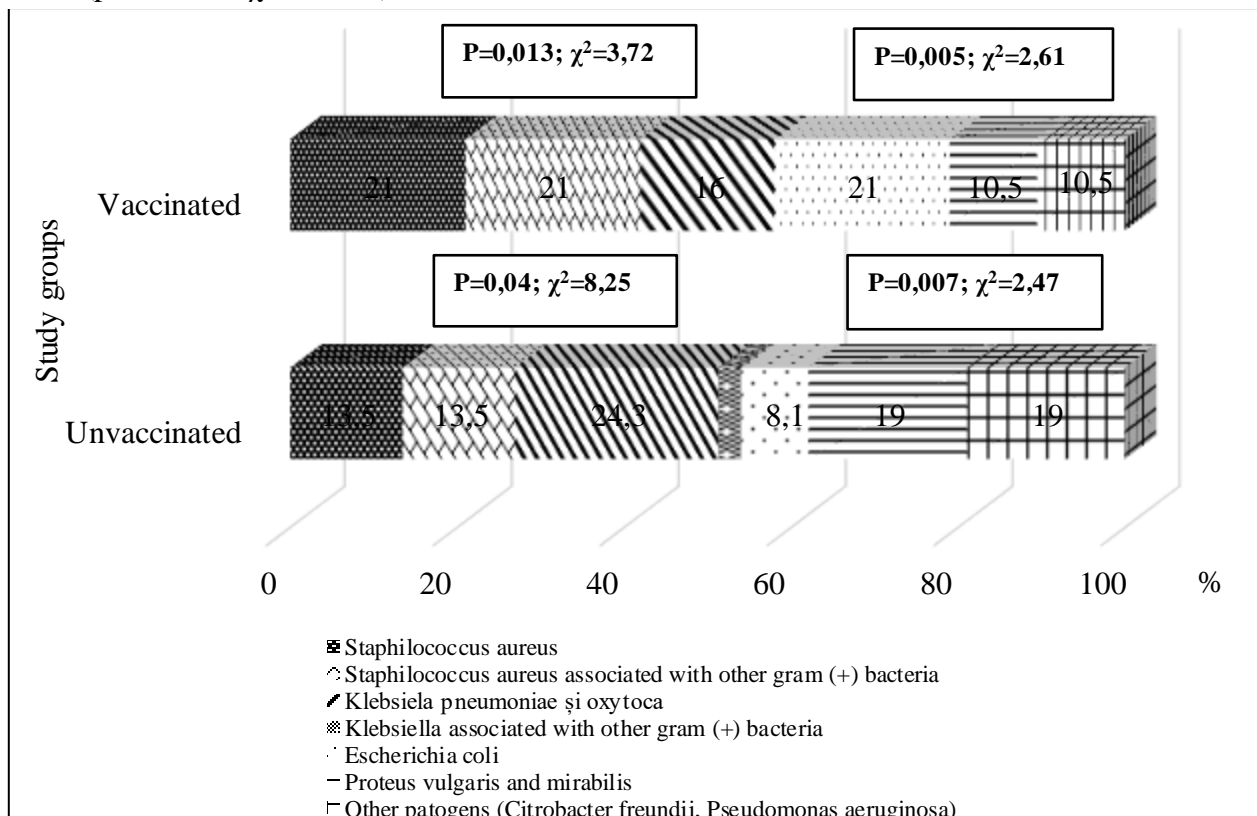 P=0,013; χ²=3,72
P=0,005; χ²=2,61
Study groups
Vaccinated
21 21 16 21 10,5 10,5
P=0,04; χ²=8,25
P=0,007; χ²=2,47
Unvaccinated
13,5 13,5 24,3 8,1 19 19
0 20 40 60 80 100 %
Staphilococcus aureus
Staphilococcus aureus associated with other gram (+) bacteria
Klebsiela pneumoniae și oxytoca
Klebsiella associated with other gram (+) bacteria
Escherichia coli
Proteus vulgaris and mirabilis
Other patogens (Citrobacter freundii, Pseudomonas aeruginosa)